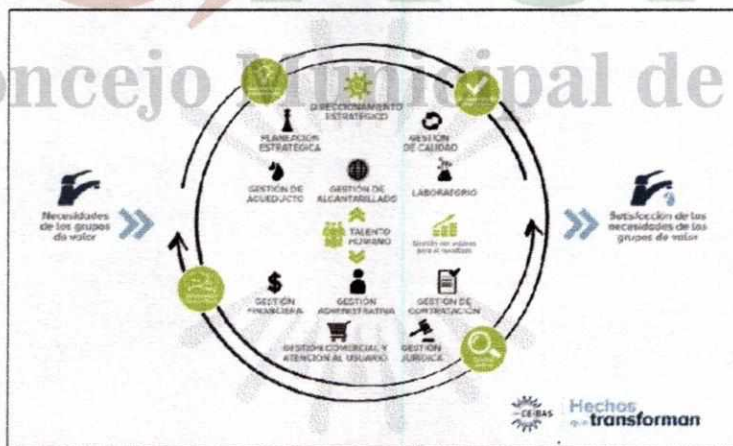 oncejo Municipal de
DIRECCIONAMIENTO
ESTRATÉGICO
PLANEACIÓN
ESTRATÉGICA
GESTIÓN
DE CALIDAD
GESTIÓN DE
ACUEDUCTO
GESTIÓN DE
ALCANTARILLADO
LABORATORIO
Necesidades
de los grupos
de valor
Satisfacción de las
necesidades de los
grupos de valor
TALENTO
HUMANO
GESTIÓN
FINANCIERA
GESTIÓN
ADMINISTRATIVA
GESTIÓN DE
CONTRATACIÓN
GESTIÓN COMERCIAL Y
ATENCIÓN AL USUARIO
GESTIÓN
JURÍDICA
CEIBAS
Hechos
que transforman